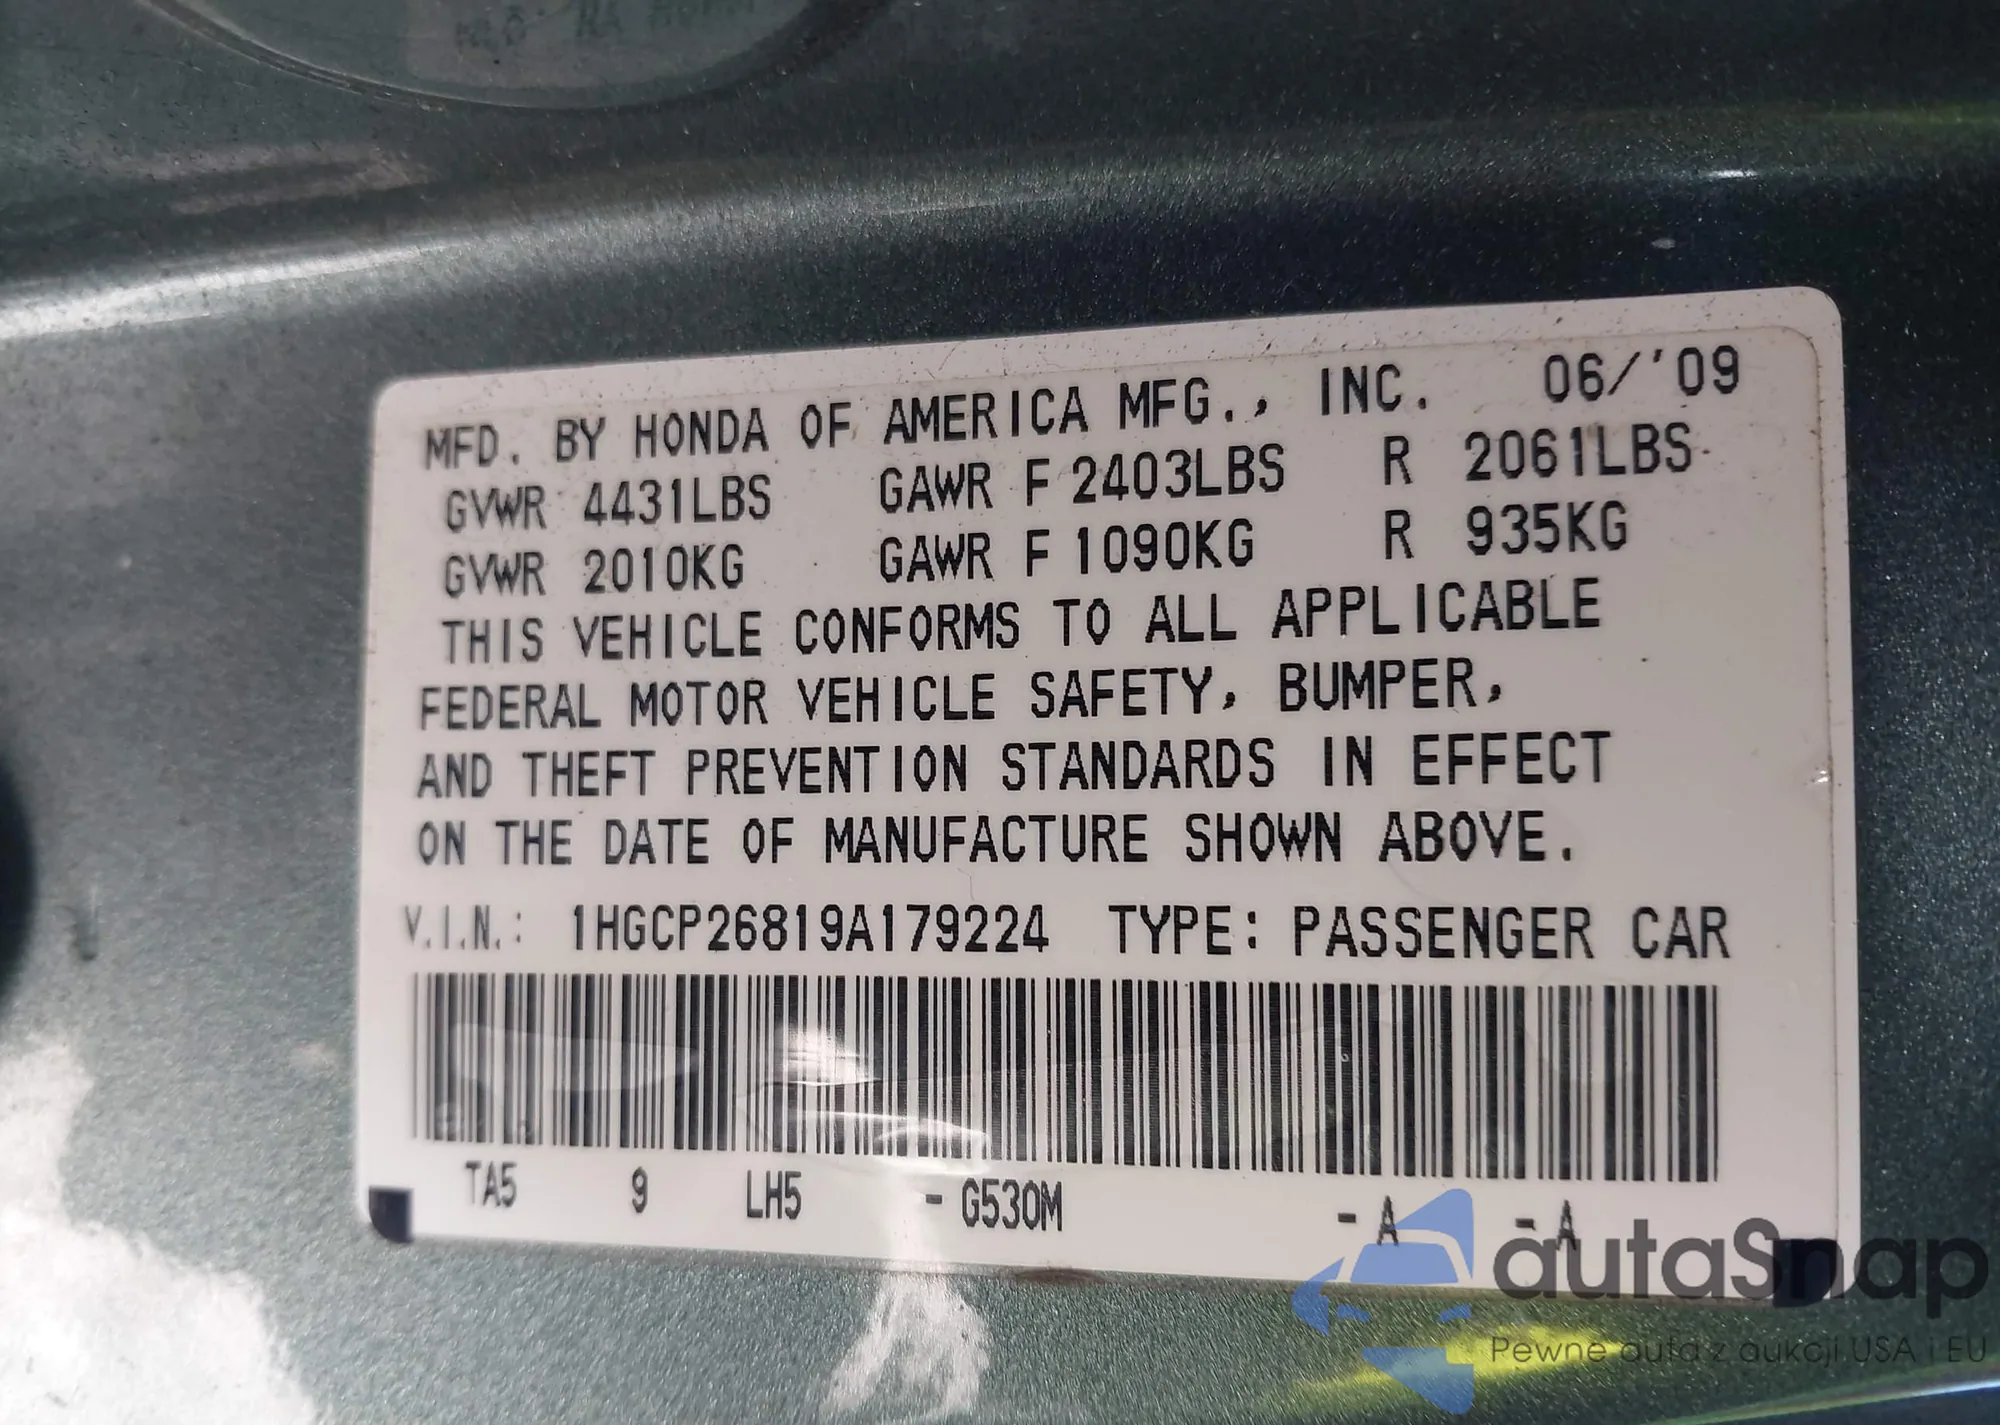 MFD. BY HONDA OF AMERICA MFG., INC. 06/'09
GVWR 4431LBS GAWR F 2403LBS R 2061LBS
GVWR 2010KG GAWR F 1090KG R 935KG
THIS VEHICLE CONFORMS TO ALL APPLICABLE
FEDERAL MOTOR VEHICLE SAFETY, BUMPER,
AND THEFT PREVENTION STANDARDS IN EFFECT
ON THE DATE OF MANUFACTURE SHOWN ABOVE.
V.I.N.: 1HGCP26819A179224 TYPE: PASSENGER CAR
TA5 9 LH5 - G530M - A - A
autoSnap
Pewne auta z aukcji USA i EU